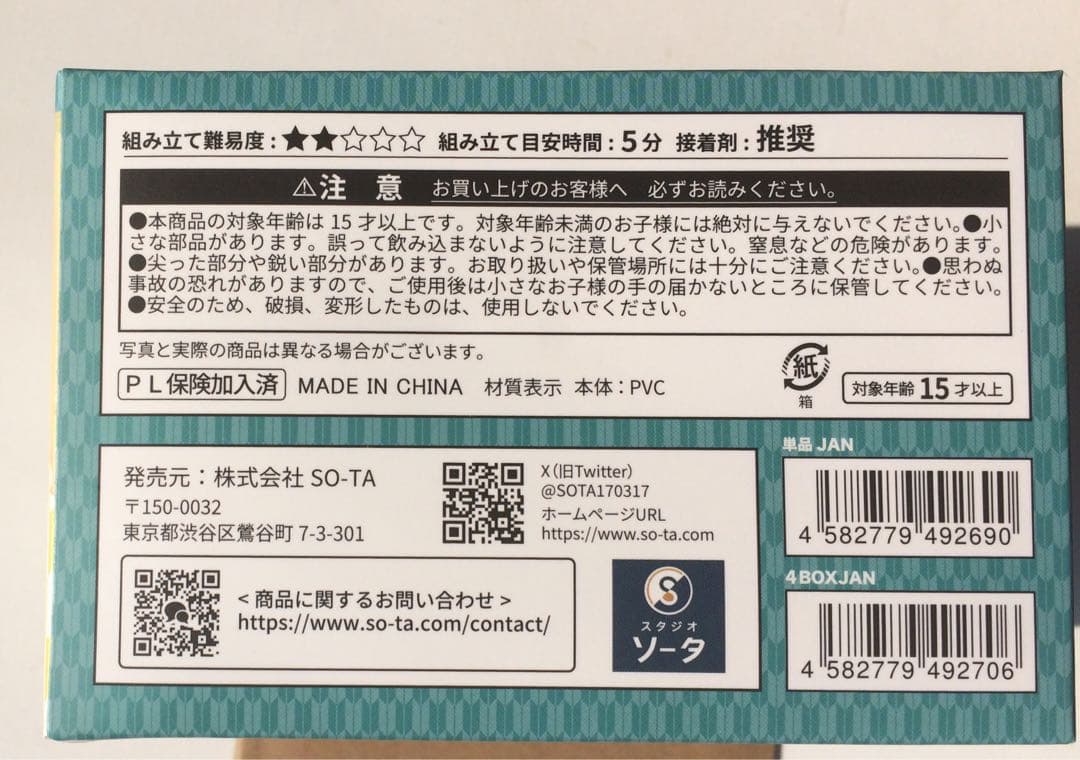 組み立て難易度：★★☆☆☆ 組み立て目安時間：5分 接着剤：推奨
⚠注 意 お買い上げのお客様へ 必ずお読みください。
●本商品の対象年齢は 15 才以上です。対象年齢未満のお子様には絶対に与えないでください。●小
さな部品があります。誤って飲み込まないように注意してください。窒息などの危険があります。
●尖った部分や鋭い部分があります。お取り扱いや保管場所には十分にご注意ください。●思わぬ
事故の恐れがありますので、ご使用後は小さなお子様の手の届かないところに保管してください。
●安全のため、破損、変形したものは、使用しないでください。
写真と実際の商品は異なる場合がございます。
ＰＬ保険加入済 MADE IN CHINA 材質表示 本体：PVC
紙
箱
対象年齢 15 才以上
発売元：株式会社 SO-TA
〒150-0032
東京都渋谷区鶯谷町 7-3-301
X（旧Twitter）
@SOTA170317
ホームページURL
https://www.so-ta.com
< 商品に関するお問い合わせ >
https://www.so-ta.com/contact/
スタジオ
ソータ
単品 JAN
4 582779 492690
4BOXJAN
4 582779 492706